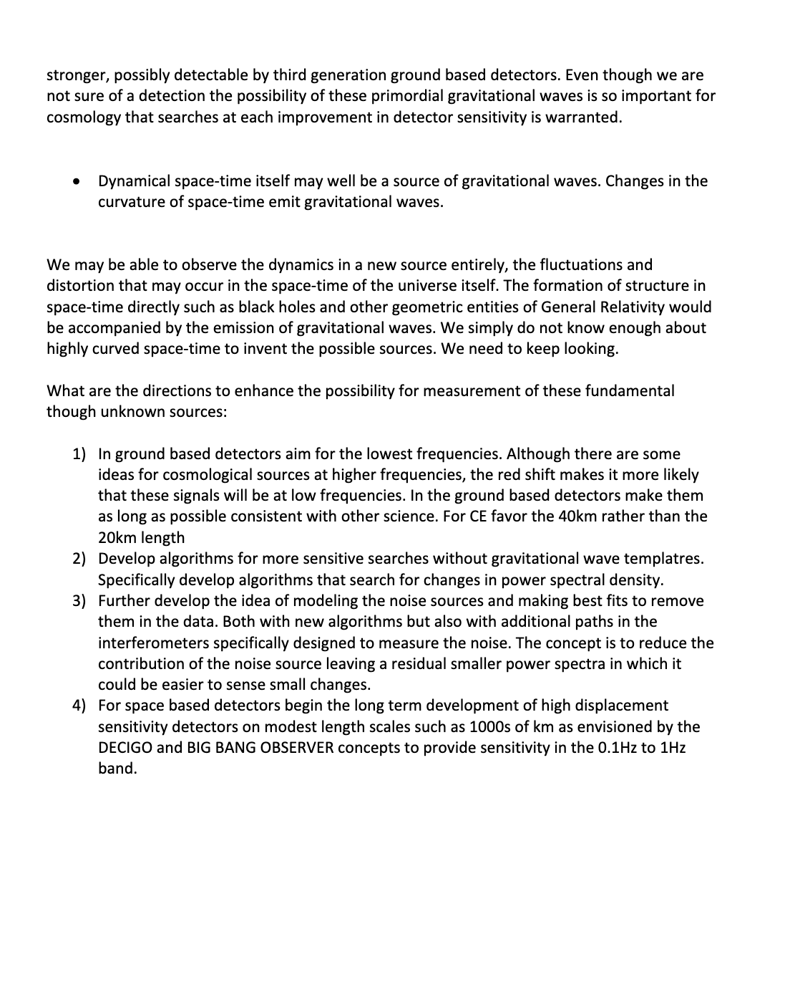 stronger, possibly detectable by third generation ground based detectors. Even though we are
not sure of a detection the possibility of these primordial gravitational waves is so important for
cosmology that searches at each improvement in detector sensitivity is warranted.
• Dynamical space-time itself may well be a source of gravitational waves. Changes in the
curvature of space-time emit gravitational waves.
We may be able to observe the dynamics in a new source entirely, the fluctuations and
distortion that may occur in the space-time of the universe itself. The formation of structure in
space-time directly such as black holes and other geometric entities of General Relativity would
be accompanied by the emission of gravitational waves. We simply do not know enough about
highly curved space-time to invent the possible sources. We need to keep looking.
What are the directions to enhance the possibility for measurement of these fundamental
though unknown sources:
1) In ground based detectors aim for the lowest frequencies. Although there are some
ideas for cosmological sources at higher frequencies, the red shift makes it more likely
that these signals will be at low frequencies. In the ground based detectors make them
as long as possible consistent with other science. For CE favor the 40km rather than the
20km length
2) Develop algorithms for more sensitive searches without gravitational wave templatres.
Specifically develop algorithms that search for changes in power spectral density.
3) Further develop the idea of modeling the noise sources and making best fits to remove
them in the data. Both with new algorithms but also with additional paths in the
interferometers specifically designed to measure the noise. The concept is to reduce the
contribution of the noise source leaving a residual smaller power spectra in which it
could be easier to sense small changes.
4) For space based detectors begin the long term development of high displacement
sensitivity detectors on modest length scales such as 1000s of km as envisioned by the
DECIGO and BIG BANG OBSERVER concepts to provide sensitivity in the 0.1Hz to 1Hz
band.